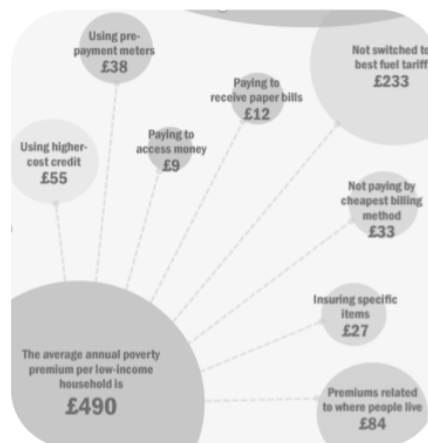 Using pre-
payment meters
£38
Not switched to
best fuel tariff
£233
Paying to
receive paper bills
£12
Paying to
access money
£9
Using higher-
cost credit
£55
Not paying by
cheapest billing
method
£33
Insuring specific
items
£27
The average annual poverty
premium per low-income
household is
£490
Premiums related
to where people live
£84